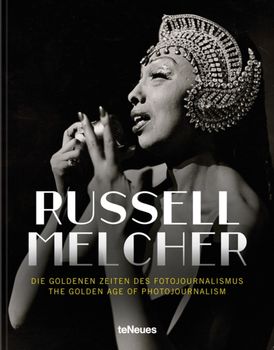 RUSSELL
MELCHER
DIE GOLDENEN ZEITEN DES FOTOJOURNALISMUS
THE GOLDEN AGE OF PHOTOJOURNALISM
teNeues